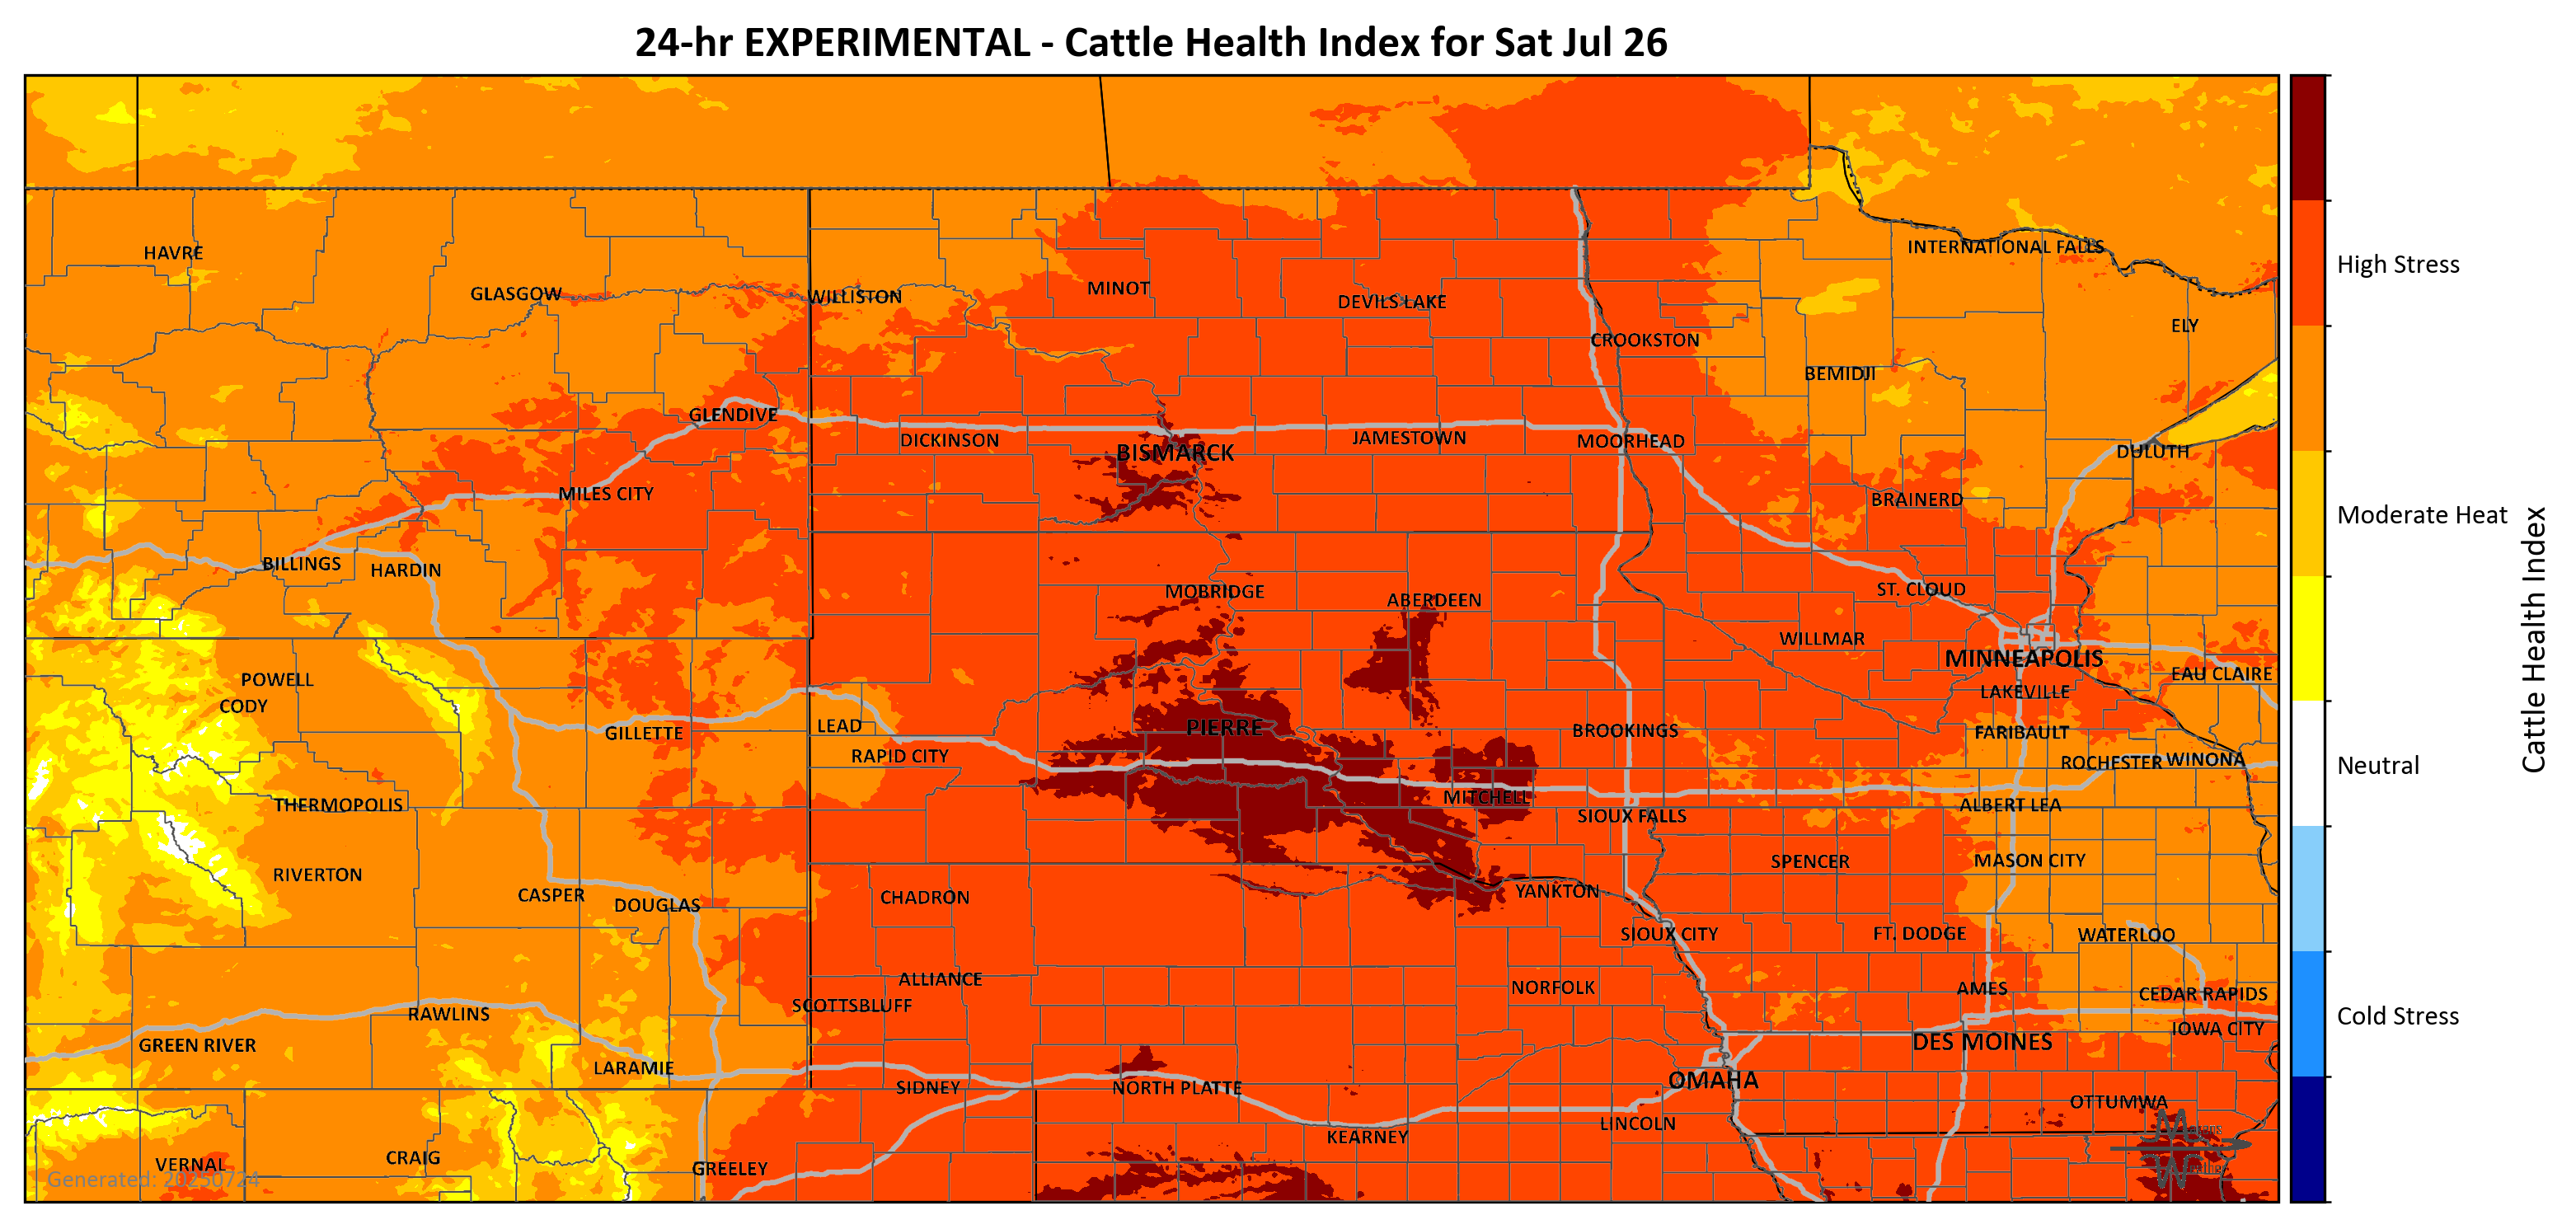 24-hr EXPERIMENTAL - Cattle Health Index for Sat Jul 26
HAVRE
INTERNATIONAL FALLS
GLASGOW
WILLISTON
MINOT
DEVILS LAKE
ELY
CROOKSTON
BEMIDJI
GLENDIVE
DICKINSON
BISMARCK
JAMESTOWN
MOORHEAD
DULUTH
MILES CITY
BRAINERD
BILLINGS
HARDIN
MOBRIDGE
ABERDEEN
ST. CLOUD
WILLMAR
MINNEAPOLIS
POWELL
EAU CLAIRE
CODY
LAKEVILLE
GILLETTE
LEAD
PIERRE
BROOKINGS
FARIBAULT
RAPID CITY
ROCHESTER
WINONA
THERMOPOLIS
MITCHELL
ALBERT LEA
SIOUX FALLS
RIVERTON
SPENCER
MASON CITY
CASPER
DOUGLAS
CHADRON
YANKTON
SIOUX CITY
FT. DODGE
WATERLOO
ALLIANCE
NORFOLK
AMES
CEDAR RAPIDS
SCOTTSBLUFF
RAWLINS
IOWA CITY
GREEN RIVER
DES MOINES
LARAMIE
SIDNEY
NORTH PLATTE
OMAHA
OTTUMWA
KEARNEY
LINCOLN
VERNAL
CRAIG
GREELEY
Generated: 20250724
High Stress
Moderate Heat
Neutral
Cold Stress
Cattle Health Index